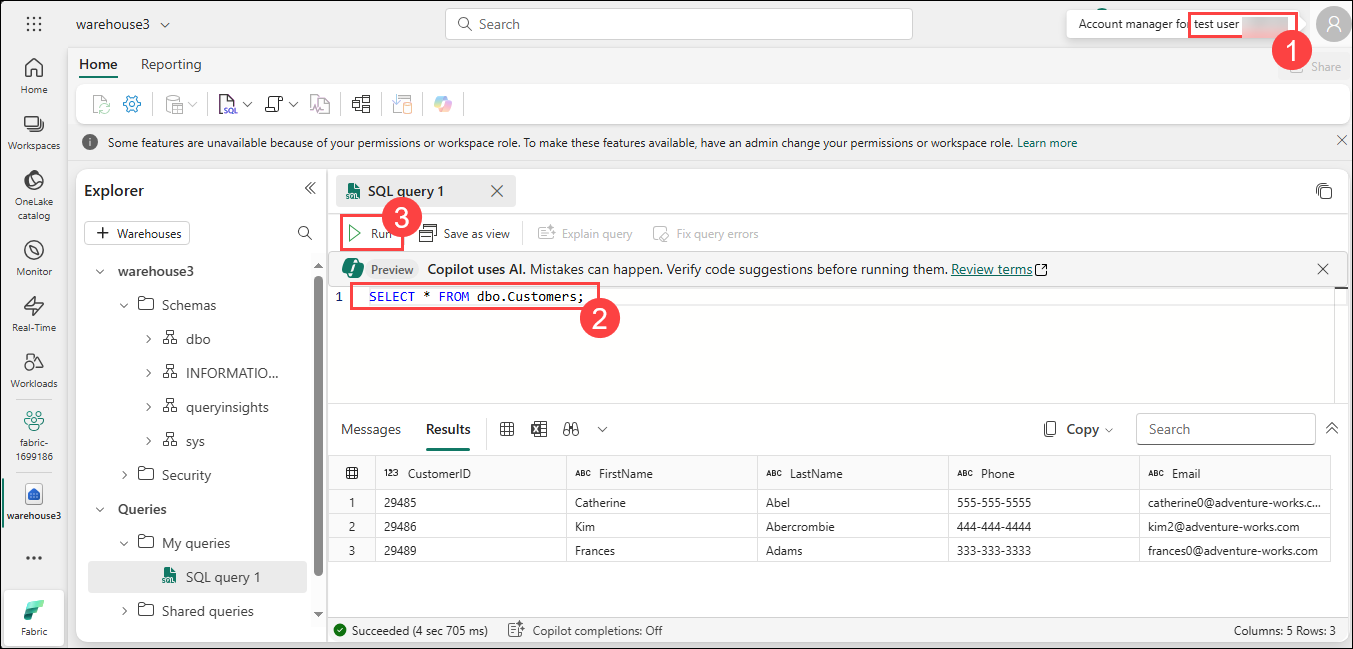 warehouse3
Search
Account manager for test user
1
Home
Reporting
Share
Home
Workspaces
OneLake
catalog
Monitor
Real-Time
Workloads
fabric-
1699186
warehouse3
Fabric
SQL
Some features are unavailable because of your permissions or workspace role. To make these features available, have an admin change your permissions or workspace role. Learn more
Explorer
Warehouses
warehouse3
Schemas
dbo
INFORMATIO...
queryinsights
sys
Security
Queries
My queries
SQL query 1
Shared queries
SQL query 1
Run
3
Save as view
Explain query
Fix query errors
Preview
Copilot uses AI. Mistakes can happen. Verify code suggestions before running them. Review terms
1 SELECT * FROM dbo.Customers;
2
Messages
Results
Copy
Search
123 CustomerID ABC FirstName ABC LastName ABC Phone ABC Email
1 29485 Catherine Abel 555-555-5555 catherine0@adventure-works.c...
2 29486 Kim Abercrombie 444-444-4444 kim2@adventure-works.com
3 29489 Frances Adams 333-333-3333 frances0@adventure-works.com
Succeeded (4 sec 705 ms)
Copilot completions: Off
Columns: 5 Rows: 3